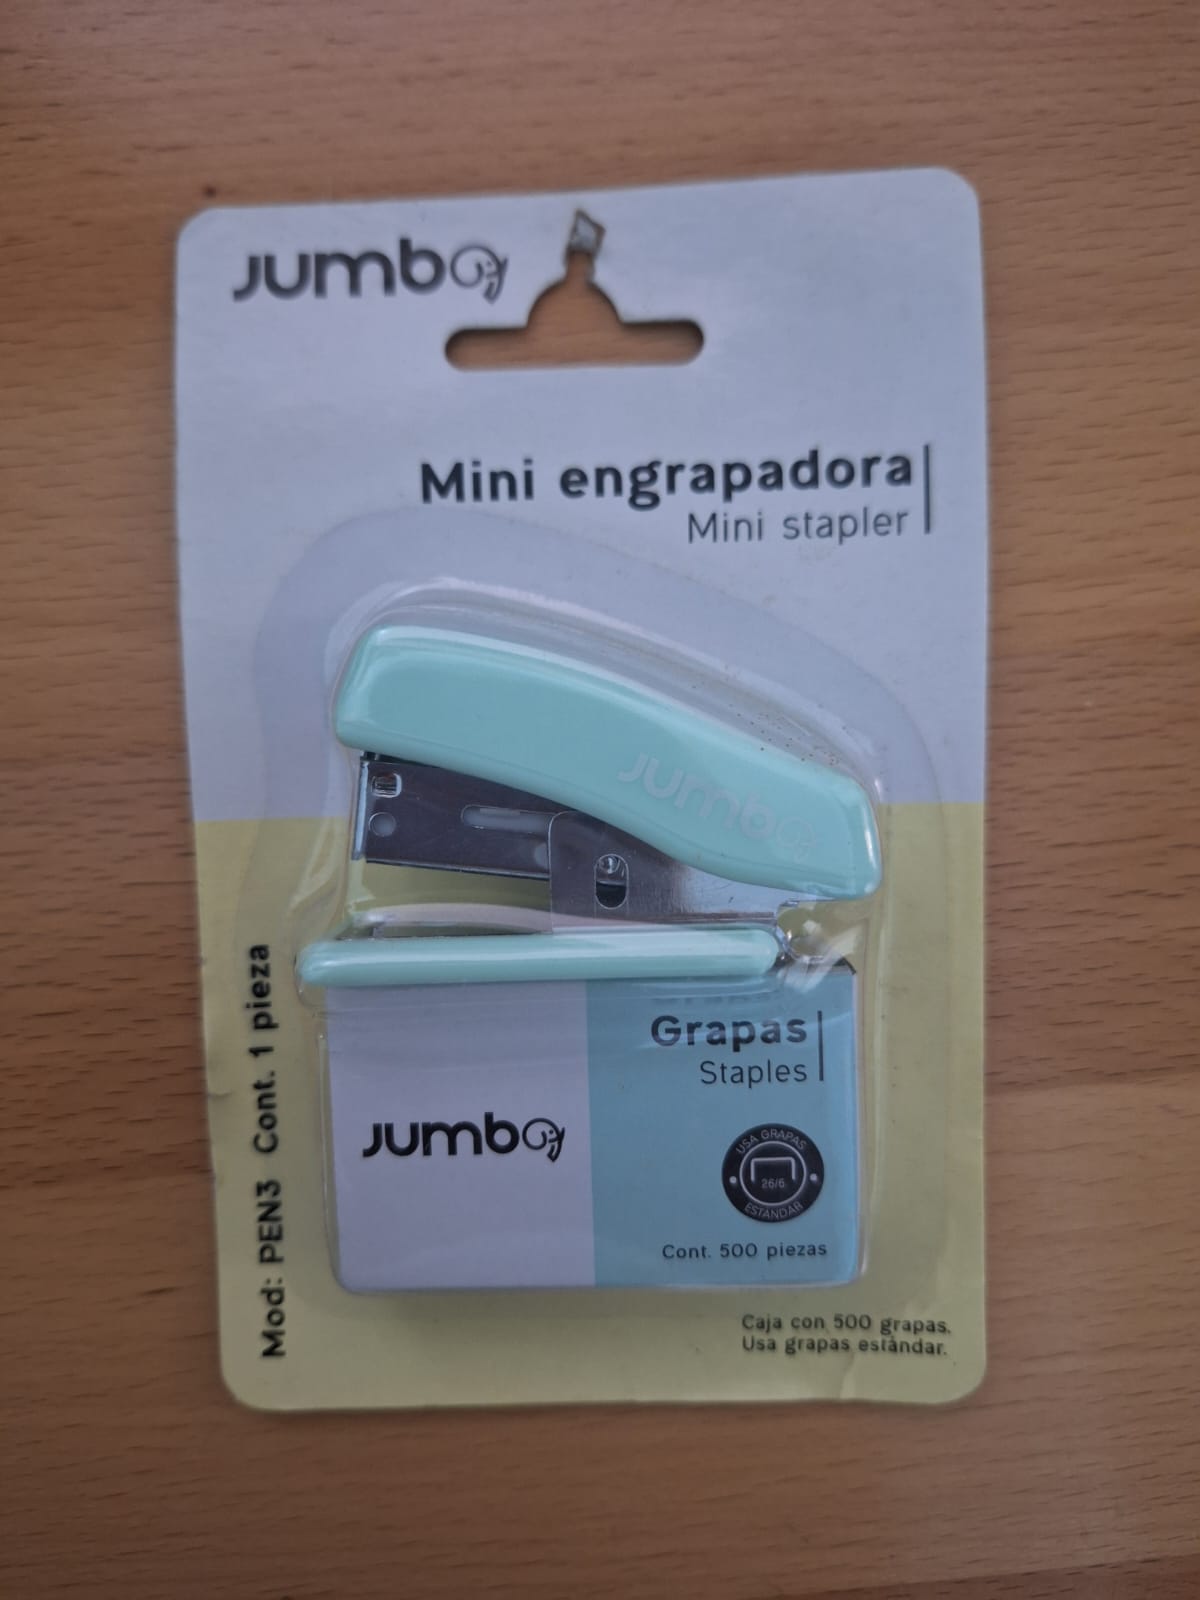 Jumbo
Mini engrapadora
Mini stapler
Jumbo
Grapas
Staples
Jumbo
USA GRAPAS
26/6
ESTANDAR
Cont. 500 piezas
Caja con 500 grapas.
Usa grapas estándar.
Mod: PEN3 Cont. 1 pieza